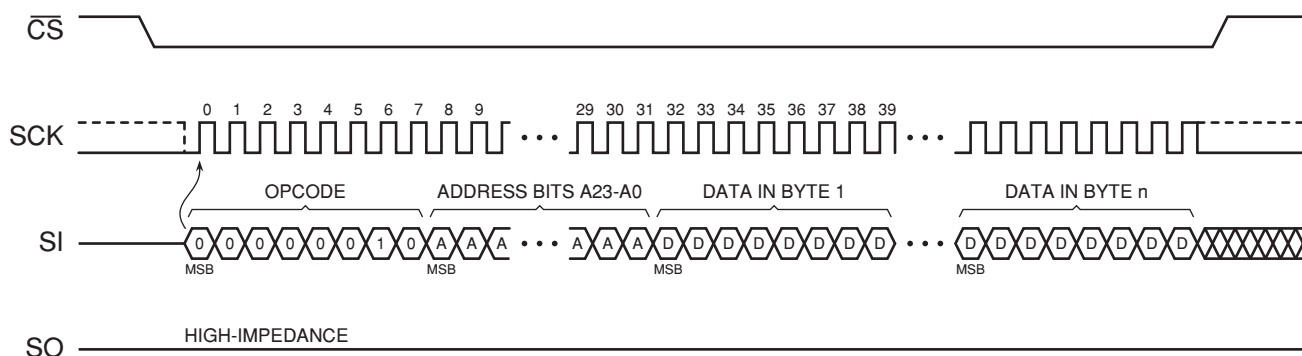 CS
0 1 2 3 4 5 6 7 8 9 29 30 31 32 33 34 35 36 37 38 39
SCK
OPCODE ADDRESS BITS A23-A0 DATA IN BYTE 1 DATA IN BYTE n
SI 0 0 0 0 0 0 1 0 A A A A A A D D D D D D D D D D D D D D D D
MSB MSB MSB MSB
HIGH-IMPEDANCE
SO